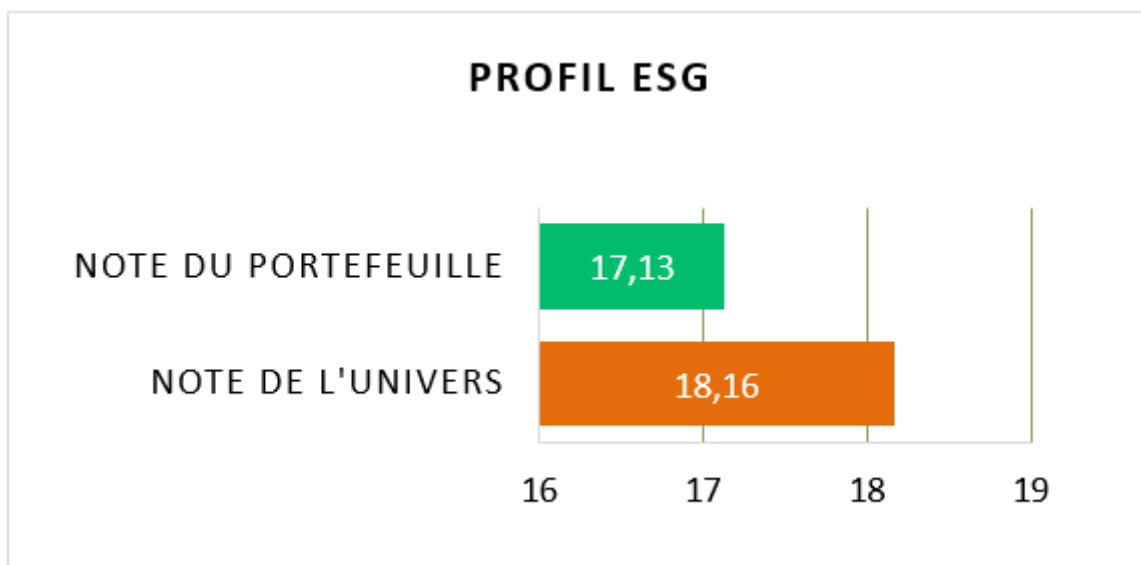 PROFIL ESG
NOTE DU PORTEFEUILLE
17,13
NOTE DE L'UNIVERS
18,16
16 17 18 19